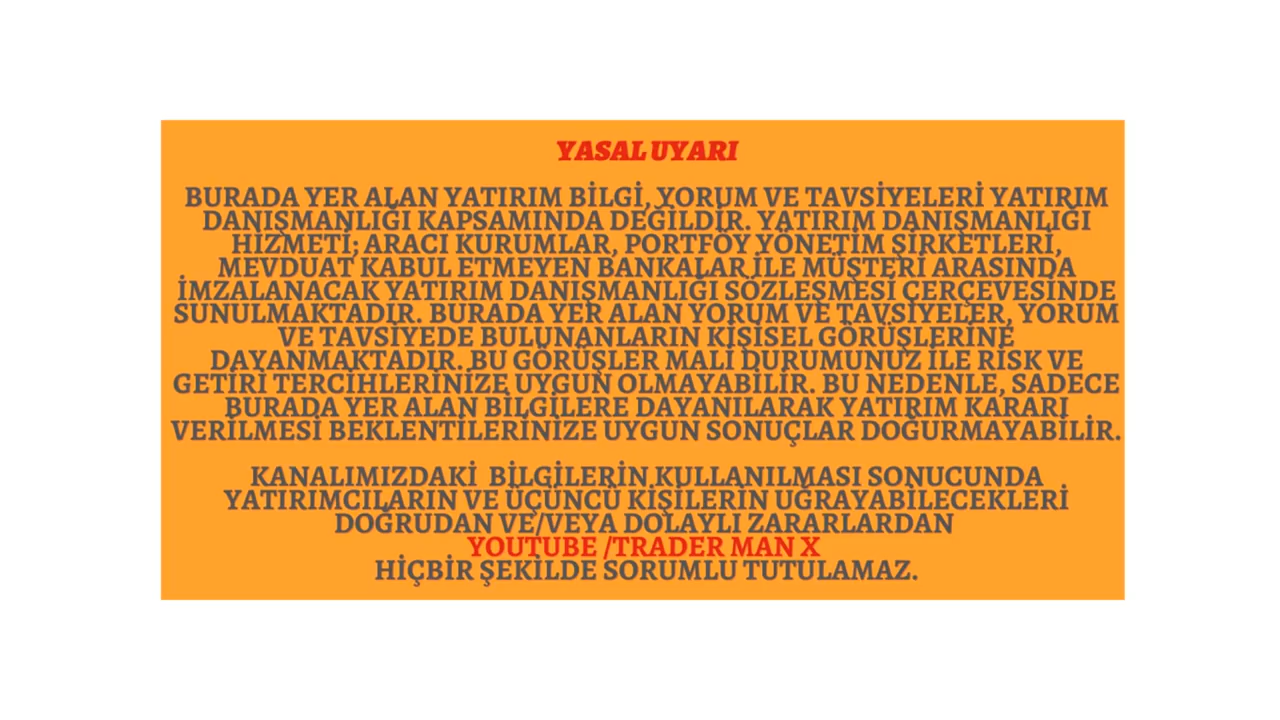 YASAL UYARI
BURADA YER ALAN YATIRIM BİLGİ, YORUM VE TAVSİYELERİ YATIRIM
DANIŞMANLIĞI KAPSAMINDA DEĞİLDİR. YATIRIM DANIŞMANLIĞI
HİZMETİ; ARACI KURUMLAR, PORTFÖY YÖNETİM ŞİRKETLERİ,
MEVDUAT KABUL ETMEYEN BANKALAR İLE MÜŞTERİ ARASINDA
İMZALANACAK YATIRIM DANIŞMANLIĞI SÖZLEŞMESİ ÇERÇEVESİNDE
SUNULMAKTADIR. BURADA YER ALAN YORUM VE TAVSİYELER, YORUM
VE TAVSİYEDE BULUNANLARIN KİŞİSEL GÖRÜŞLERİNE
DAYANMAKTADIR. BU GÖRÜŞLER MALİ DURUMUNUZ İLE RİSK VE
GETİRİ TERCİHLERİNİZE UYGUN OLMAYABİLİR. BU NEDENLE, SADECE
BURADA YER ALAN BİLGİLERE DAYANILARAK YATIRIM KARARI
VERİLMESİ BEKLENTİLERİNİZE UYGUN SONUÇLAR DOĞURMAYABİLİR.
KANALIMIZDAKİ BİLGİLERİN KULLANILMASI SONUCUNDA
YATIRIMCILARIN VE ÜÇÜNCÜ KİŞİLERİN UĞRAYABİLECEKLERİ
DOĞRUDAN VE/VEYA DOLAYLI ZARARLARDAN
YOUTUBE /TRADER MAN X
HİÇBİR ŞEKİLDE SORUMLU TUTULAMAZ.